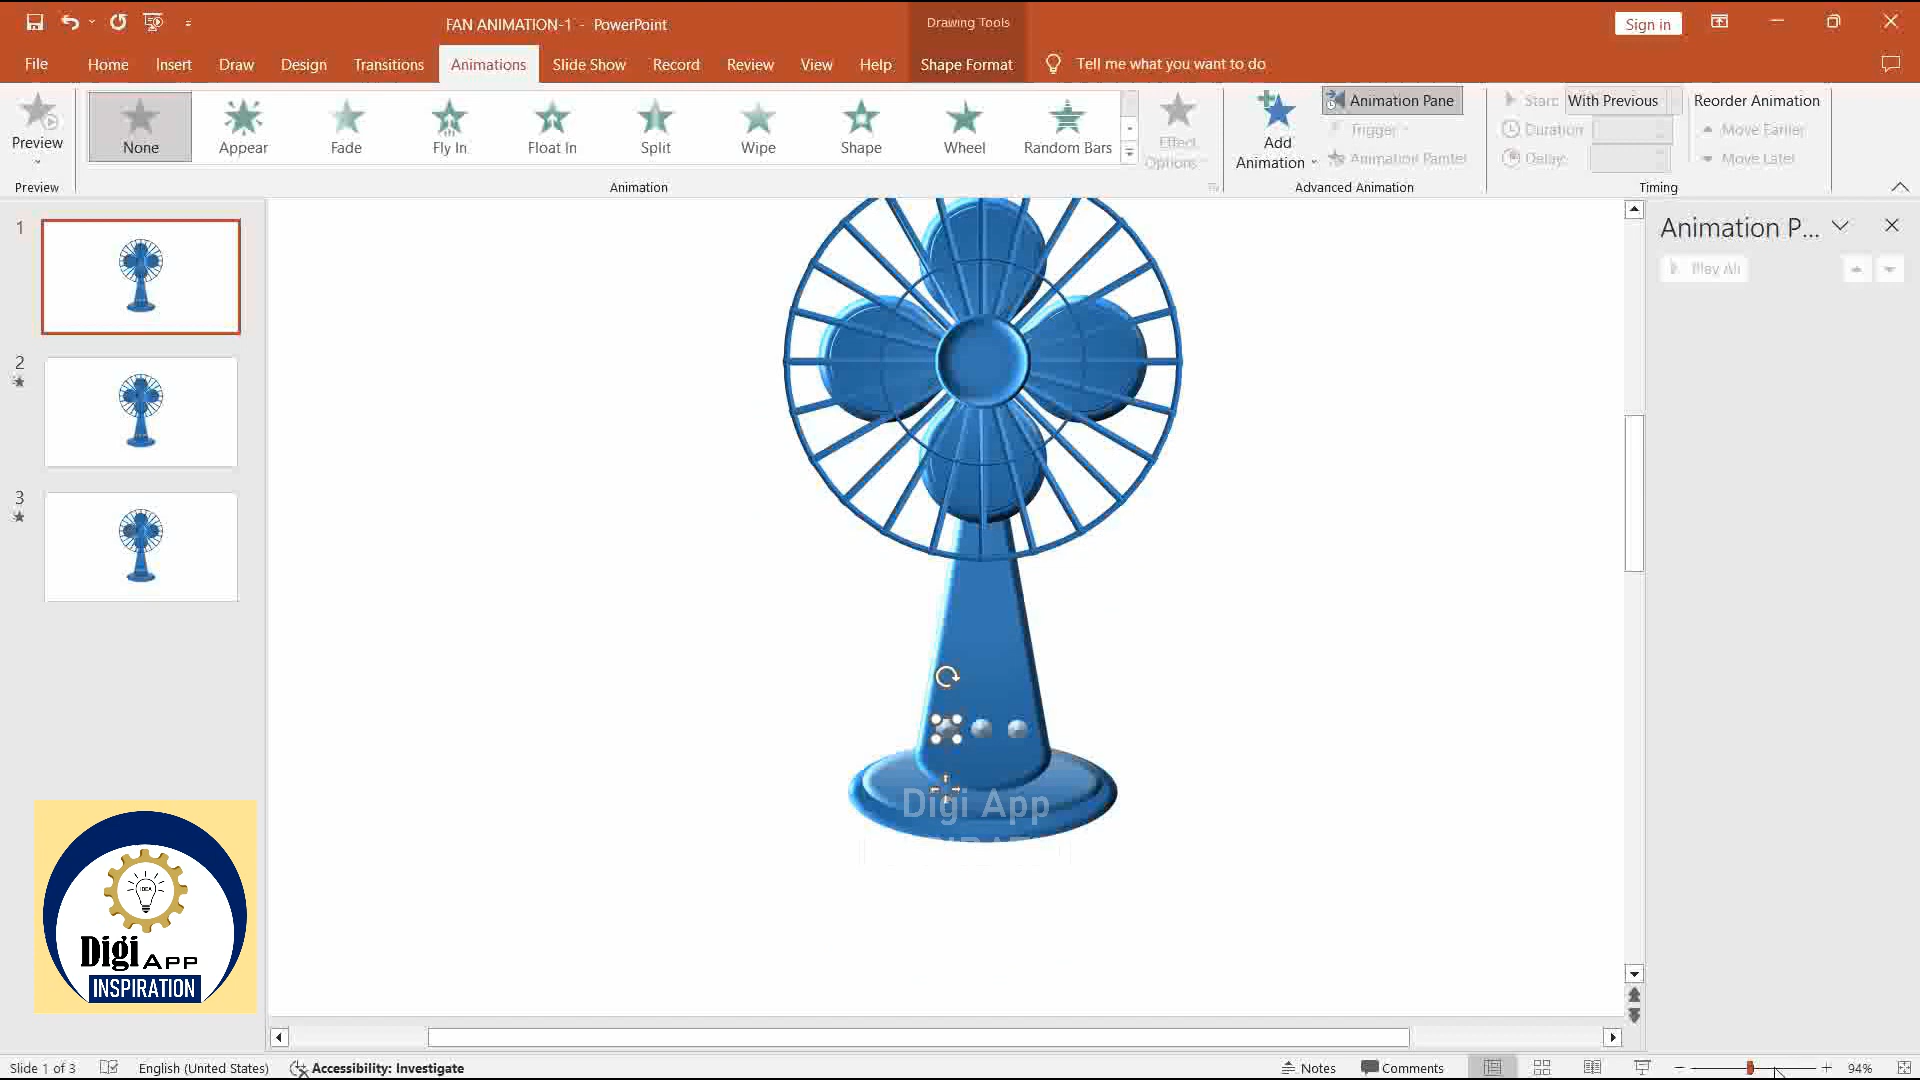 FAN ANIMATION-1 - PowerPoint
Drawing Tools
Sign in
File Home Insert Draw Design Transitions Animations Slide Show Record Review View Help Shape Format Tell me what you want to do
Preview
None Appear Fade Fly In Float In Split Wipe Shape Wheel Random Bars
Effect Options
Add Animation
Animation Pane
Trigger
Animation Painter
Start: With Previous
Duration:
Delay:
Reorder Animation
Move Earlier
Move Later
Preview Animation Advanced Animation Timing
Animation P...
Play All
1
2
3
Digi App
Digi APP
IDEA
INSPIRATION
Slide 1 of 3 English (United States) Accessibility: Investigate Notes Comments 94%